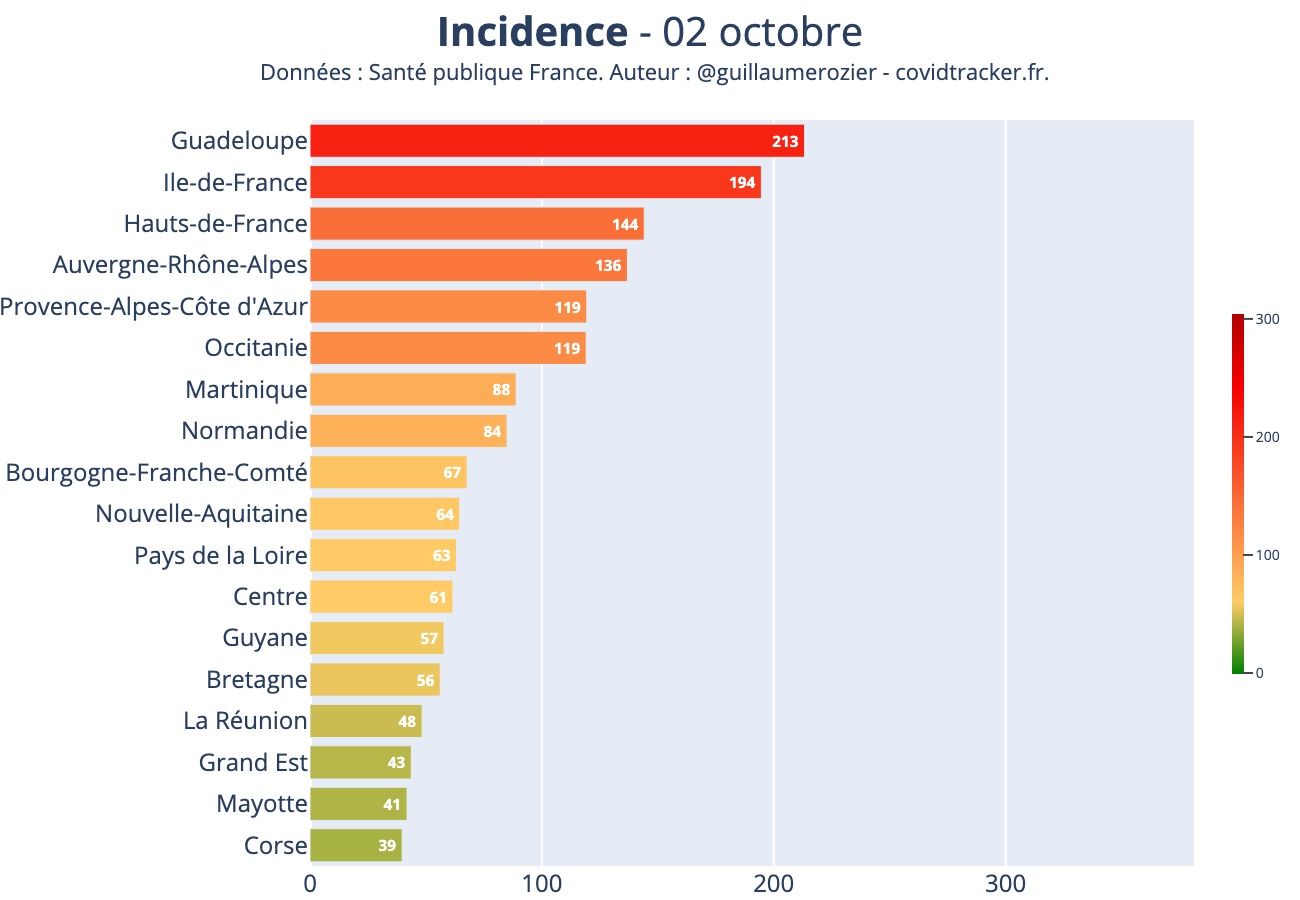 Incidence - 02 octobre
Données : Santé publique France. Auteur : @guillaumerozier - covidtracker.fr.
Guadeloupe 213
Ile-de-France 194
Hauts-de-France 144
Auvergne-Rhône-Alpes 136
Provence-Alpes-Côte d'Azur 119
Occitanie 119
Martinique 88
Normandie 84
Bourgogne-Franche-Comté 67
Nouvelle-Aquitaine 64
Pays de la Loire 63
Centre 61
Guyane 57
Bretagne 56
La Réunion 48
Grand Est 43
Mayotte 41
Corse 39
0 100 200 300
300
200
100
0